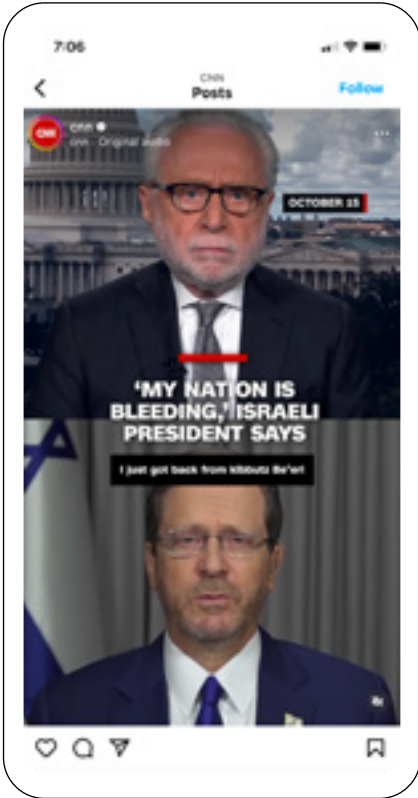 7:06
CNN
Posts
Follow
CNN
cnn
cnn · Original audio
OCTOBER 15
‘MY NATION IS
BLEEDING,’ ISRAELI
PRESIDENT SAYS
I just got back from kibbutz Be’eri